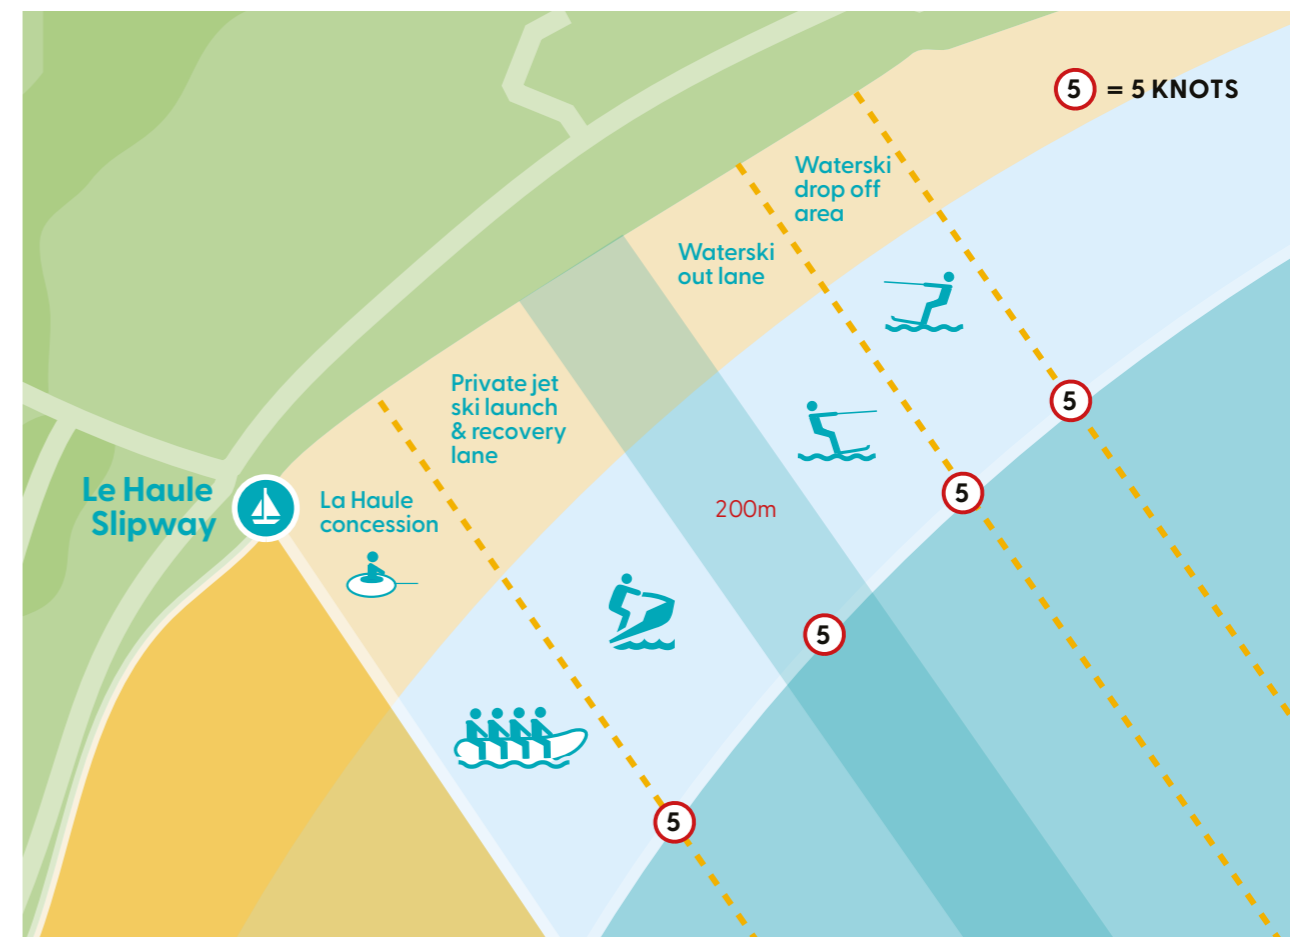 5 = 5 KNOTS
Waterski
drop off
area
Waterski
out lane
Private jet
ski launch
& recovery
lane
5
Le Haule
Slipway
La Haule
concession
5
200m
5
5